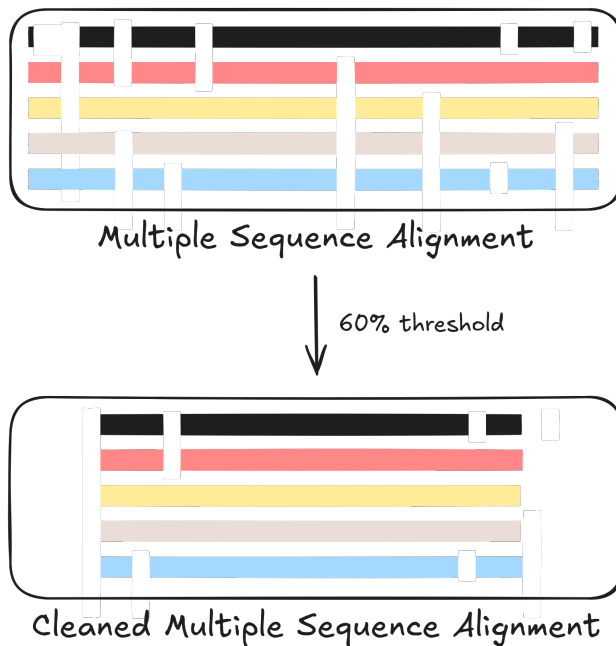 Multiple Sequence Alignment
60% threshold
Cleaned Multiple Sequence Alignment